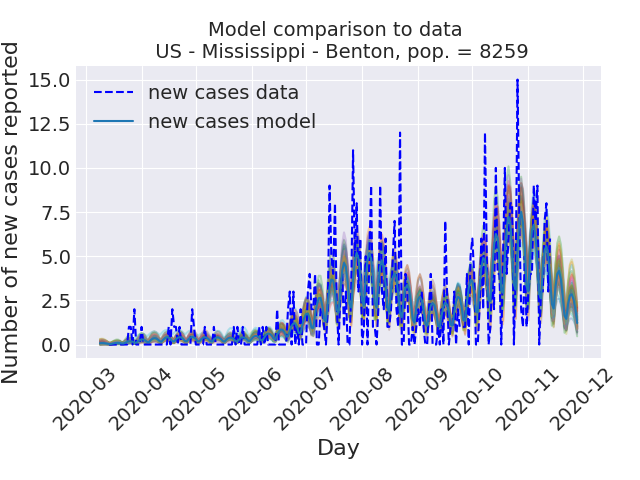 Model comparison to data
US - Mississippi - Benton, pop. = 8259
Number of new cases reported
15.0
12.5
10.0
7.5
5.0
2.5
0.0
new cases data
new cases model
2020-03
2020-04
2020-05
2020-06
2020-07
2020-08
2020-09
2020-10
2020-11
2020-12
Day